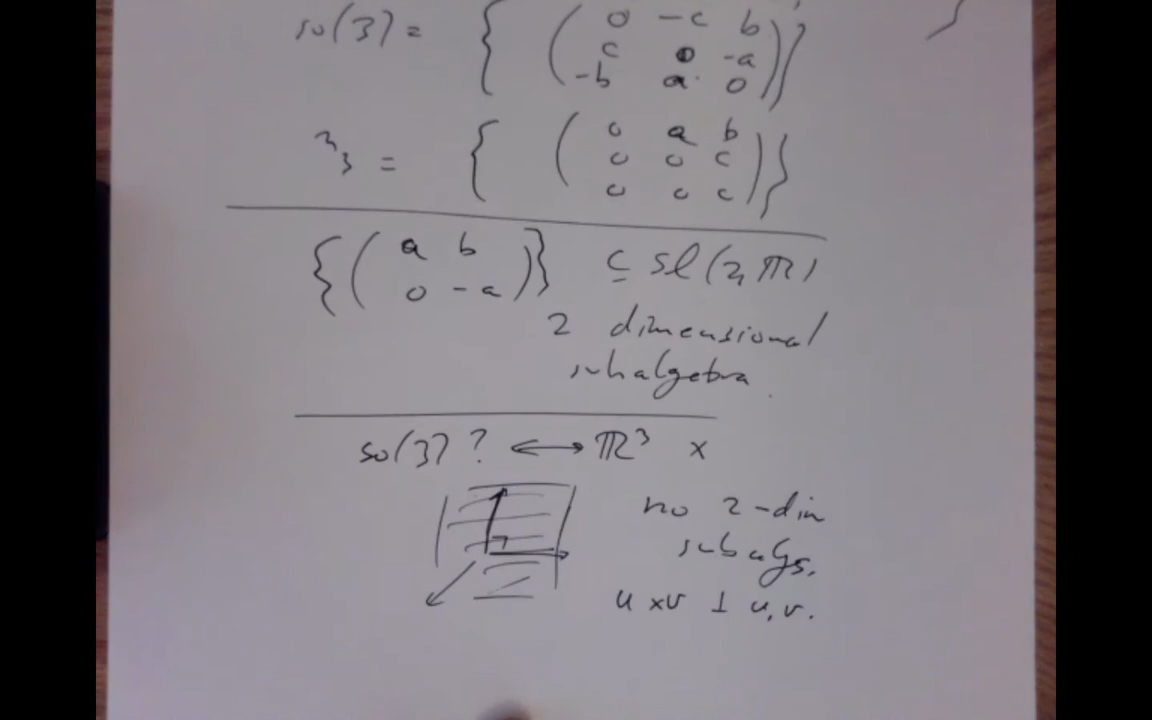 so(3) = { ( 0 -c b
c 0 -a
-b a 0 ) }
n₃ = { ( 0 a b
0 0 c
0 0 c ) }
{ ( a b
0 -a ) } ⊆ sl(2, ℝ)
2 dimensional
subalgebra.
so(3) ? ⟷ ℝ³ ×
no 2-dim
subalgs.
u × v ⊥ u, v.